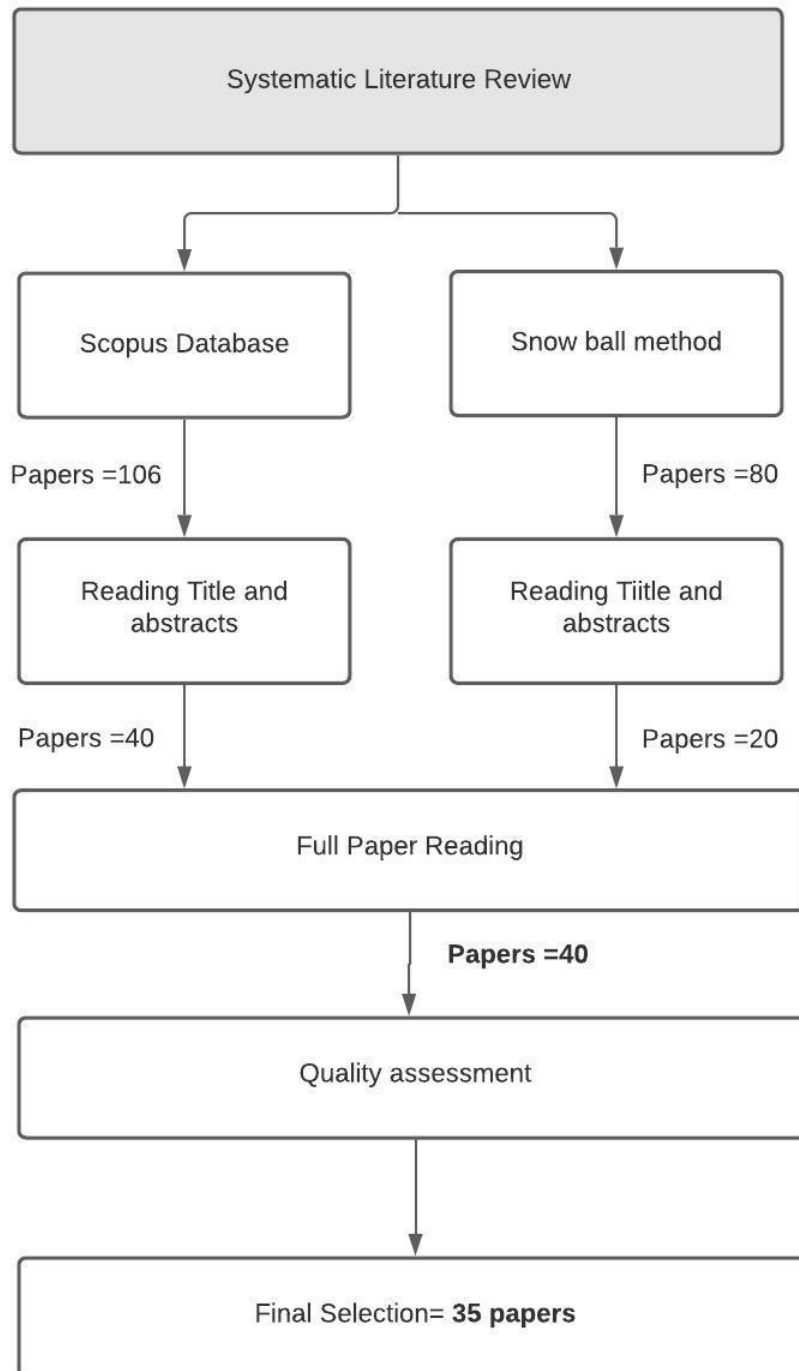 Systematic Literature Review
Scopus Database
Snow ball method
Papers =106
Papers =80
Reading Title and
abstracts
Reading Tiitle and
abstracts
Papers =40
Papers =20
Full Paper Reading
Papers =40
Quality assessment
Final Selection= 35 papers